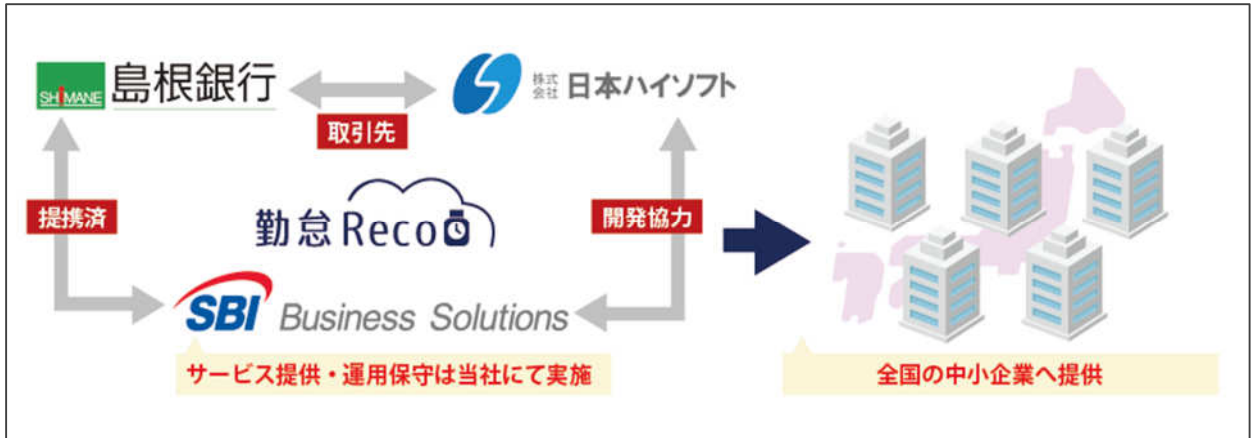 SHIMANE 島根銀行
株式会社 日本ハイソフト
取引先
提携済
勤怠Reco
開発協力
SBI Business Solutions
サービス提供・運用保守は当社にて実施
全国の中小企業へ提供